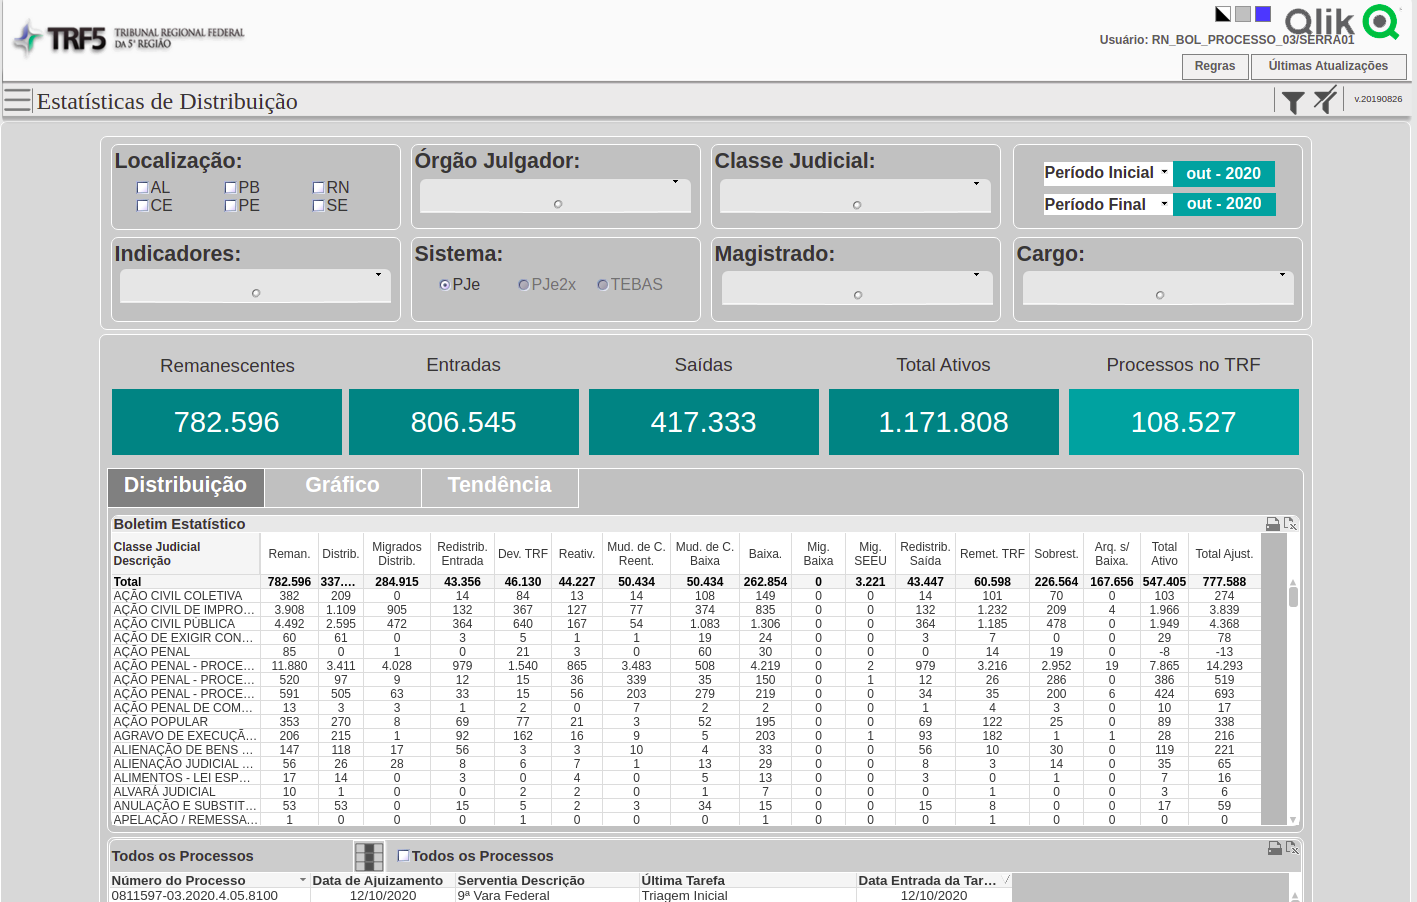 TRF5 TRIBUNAL REGIONAL FEDERAL
DA 5ª REGIÃO
Qlik
Usuário: RN_BOL_PROCESSO_03/SERRA01
Regras Últimas Atualizações
Estatísticas de Distribuição
v.20190826
Localização: Órgão Julgador: Classe Judicial:
AL PB RN
CE PE SE
Período Inicial out - 2020
Período Final out - 2020
Indicadores: Sistema: Magistrado: Cargo:
PJe PJe2x TEBAS
Remanescentes Entradas Saídas Total Ativos Processos no TRF
782.596 806.545 417.333 1.171.808 108.527
Distribuição Gráfico Tendência
Boletim Estatístico
Classe Judicial Descrição Reman. Distrib. Migrados Distrib. Redistrib. Entrada Dev. TRF Reativ. Mud. de C. Reent. Mud. de C. Baixa Baixa. Mig. Baixa Mig. SEEU Redistrib. Saída Remet. TRF Sobrest. Arq. s/ Baixa. Total Ativo Total Ajust.
Total 782.596 337.… 284.915 43.356 46.130 44.227 50.434 50.434 262.854 0 3.221 43.447 60.598 226.564 167.656 547.405 777.588
AÇÃO CIVIL COLETIVA 382 209 0 14 84 13 14 108 149 0 0 14 101 70 0 103 274
AÇÃO CIVIL DE IMPRO… 3.908 1.109 905 132 367 127 77 374 835 0 0 132 1.232 209 4 1.966 3.839
AÇÃO CIVIL PÚBLICA 4.492 2.595 472 364 640 167 54 1.083 1.306 0 0 364 1.185 478 0 1.949 4.368
AÇÃO DE EXIGIR CON… 60 61 0 3 5 1 1 19 24 0 0 3 7 0 0 29 78
AÇÃO PENAL 85 0 1 0 21 3 0 60 30 0 0 0 14 19 0 -8 -13
AÇÃO PENAL - PROCE… 11.880 3.411 4.028 979 1.540 865 3.483 508 4.219 0 2 979 3.216 2.952 19 7.865 14.293
AÇÃO PENAL - PROCE… 520 97 9 12 15 36 339 35 150 0 1 12 26 286 0 386 519
AÇÃO PENAL - PROCE… 591 505 63 33 15 56 203 279 219 0 0 34 35 200 6 424 693
AÇÃO PENAL DE COM… 13 3 3 1 2 0 7 2 2 0 0 1 4 3 0 10 17
AÇÃO POPULAR 353 270 8 69 77 21 3 52 195 0 0 69 122 25 0 89 338
AGRAVO DE EXECUÇÃ… 206 215 1 92 162 16 9 5 203 0 1 93 182 1 1 28 216
ALIENAÇÃO DE BENS … 147 118 17 56 3 3 10 4 33 0 0 56 10 30 0 119 221
ALIENAÇÃO JUDICIAL … 56 26 28 8 6 7 1 13 29 0 0 8 3 14 0 35 65
ALIMENTOS - LEI ESP… 17 14 0 3 0 4 0 5 13 0 0 3 0 1 0 7 16
ALVARÁ JUDICIAL 10 1 0 0 2 2 0 1 7 0 0 0 1 0 0 3 6
ANULAÇÃO E SUBSTIT… 53 53 0 15 5 2 3 34 15 0 0 15 8 0 0 17 59
APELAÇÃO / REMESSA… 1 0 0 0 1 0 0 0 1 0 0 0 1 0 0 0 0
Todos os Processos Todos os Processos
Número do Processo Data de Ajuizamento Serventia Descrição Última Tarefa Data Entrada da Tar…
0811597-03.2020.4.05.8100 12/10/2020 9ª Vara Federal Triagem Inicial 12/10/2020